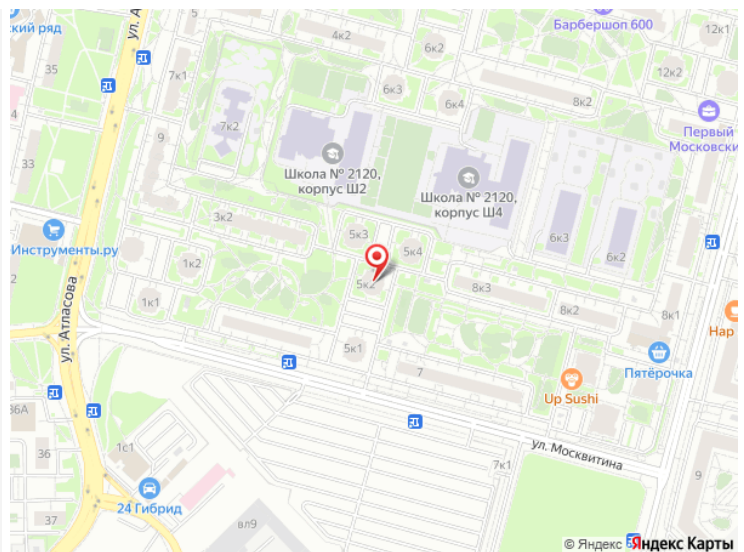 ский ряд
ул. А
Барбершоп 600
4к2
6к2
12к2
35
7к1
6к3
6к4
8к2
Первый
Московски
7к2
9
Школа № 2120,
корпус Ш2
33
Школа № 2120,
корпус Ш4
3к2
5к3
5к4
6к3
6к2
Инструменты.ру
1к2
5к2
8к3
8к2
8к1
1к1
ул. Атласова
Нар
5к1
7
Пятёрочка
Up Sushi
36А
1с1
36
ул. Москвитина
7к1
9
24 Гибрид
37
вл9
© Яндекс Яндекс Карты